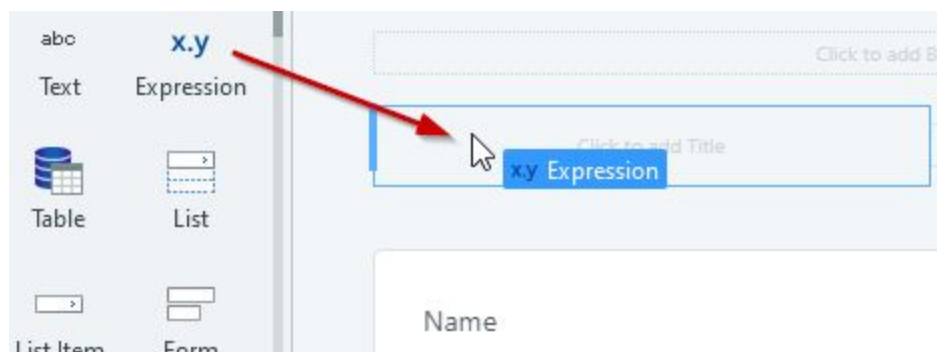 abc
x.y
Text
Expression
Table
List
List Item
Form
Click to add
Click to add Title
x.y Expression
Name